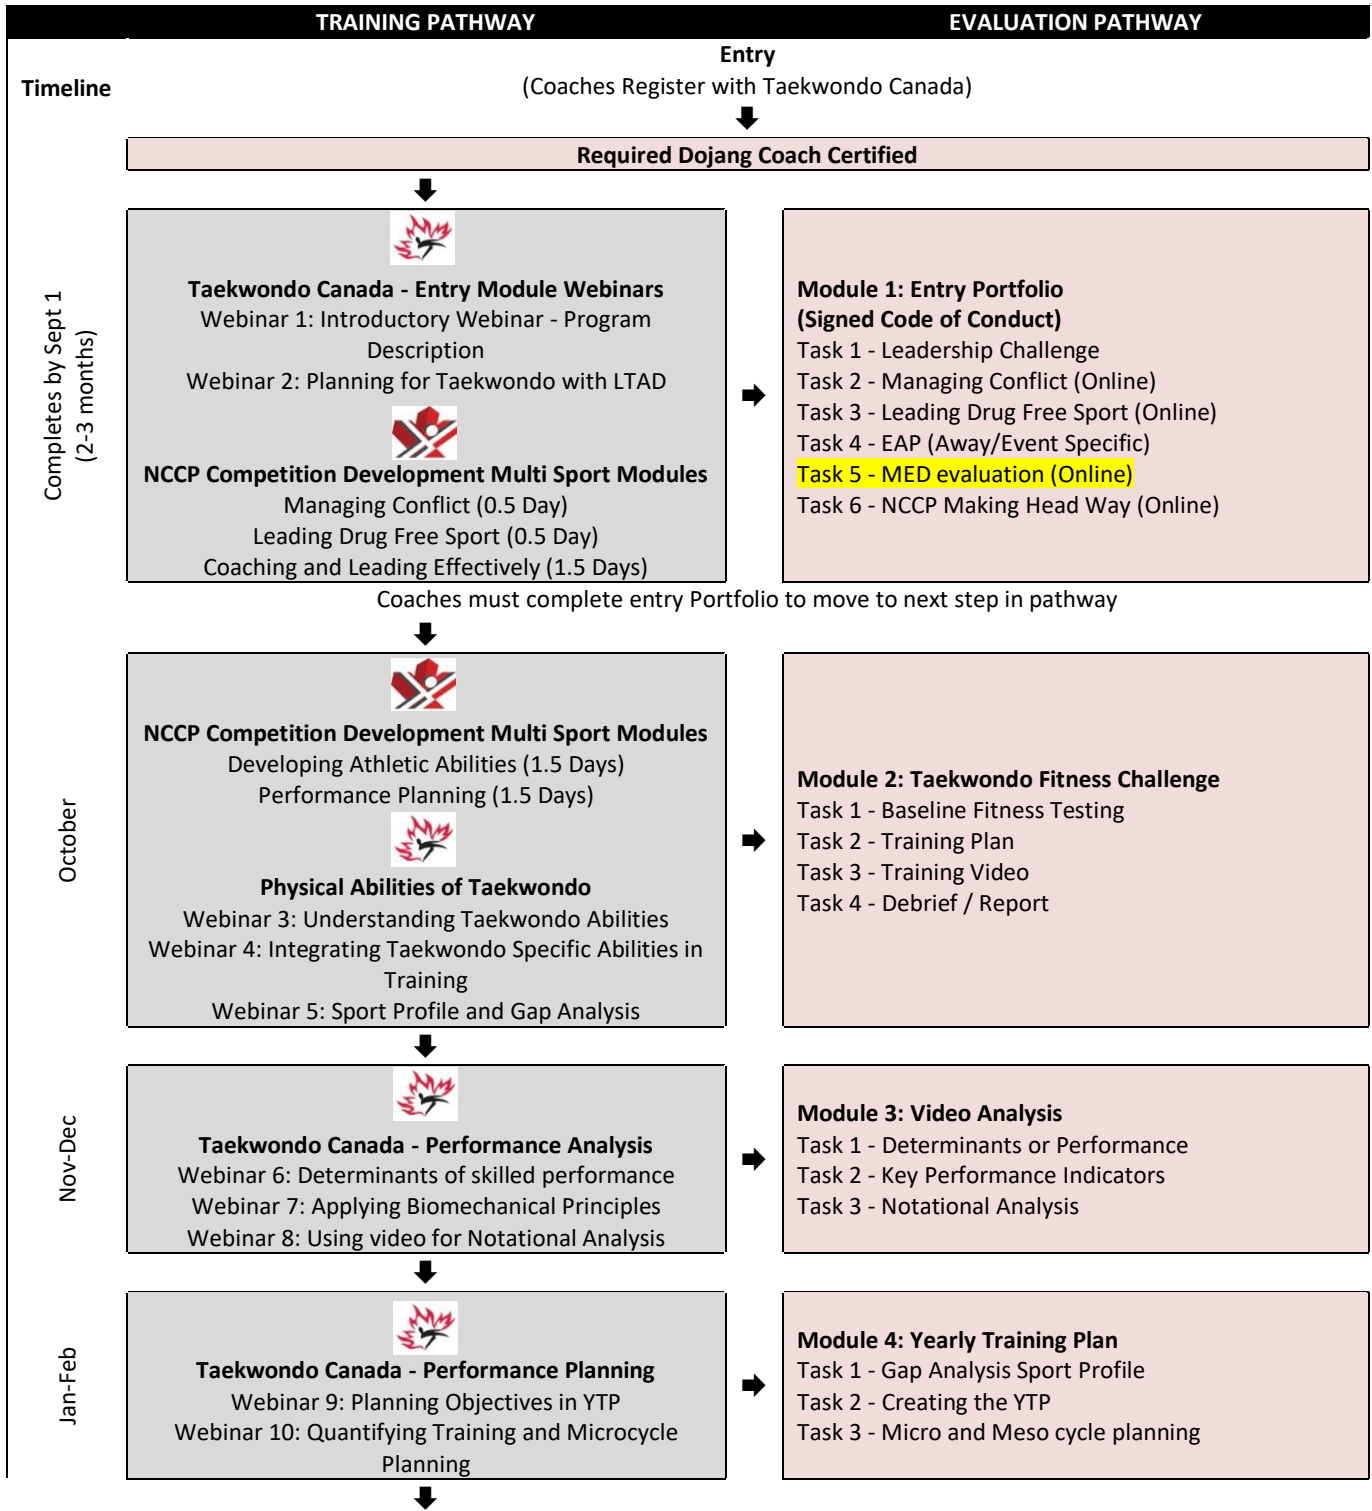 TRAINING PATHWAY
EVALUATION PATHWAY
Timeline
Entry
(Coaches Register with Taekwondo Canada)
Required Dojang Coach Certified
Completes by Sept 1
(2-3 months)
Taekwondo Canada - Entry Module Webinars
Webinar 1: Introductory Webinar - Program
Description
Webinar 2: Planning for Taekwondo with LTAD
NCCP Competition Development Multi Sport Modules
Managing Conflict (0.5 Day)
Leading Drug Free Sport (0.5 Day)
Coaching and Leading Effectively (1.5 Days)
Module 1: Entry Portfolio
(Signed Code of Conduct)
Task 1 - Leadership Challenge
Task 2 - Managing Conflict (Online)
Task 3 - Leading Drug Free Sport (Online)
Task 4 - EAP (Away/Event Specific)
Task 5 - MED evaluation (Online)
Task 6 - NCCP Making Head Way (Online)
Coaches must complete entry Portfolio to move to next step in pathway
October
NCCP Competition Development Multi Sport Modules
Developing Athletic Abilities (1.5 Days)
Performance Planning (1.5 Days)
Physical Abilities of Taekwondo
Webinar 3: Understanding Taekwondo Abilities
Webinar 4: Integrating Taekwondo Specific Abilities in
Training
Webinar 5: Sport Profile and Gap Analysis
Module 2: Taekwondo Fitness Challenge
Task 1 - Baseline Fitness Testing
Task 2 - Training Plan
Task 3 - Training Video
Task 4 - Debrief / Report
Nov-Dec
Taekwondo Canada - Performance Analysis
Webinar 6: Determinants of skilled performance
Webinar 7: Applying Biomechanical Principles
Webinar 8: Using video for Notational Analysis
Module 3: Video Analysis
Task 1 - Determinants or Performance
Task 2 - Key Performance Indicators
Task 3 - Notational Analysis
Jan-Feb
Taekwondo Canada - Performance Planning
Webinar 9: Planning Objectives in YTP
Webinar 10: Quantifying Training and Microcycle
Planning
Module 4: Yearly Training Plan
Task 1 - Gap Analysis Sport Profile
Task 2 - Creating the YTP
Task 3 - Micro and Meso cycle planning